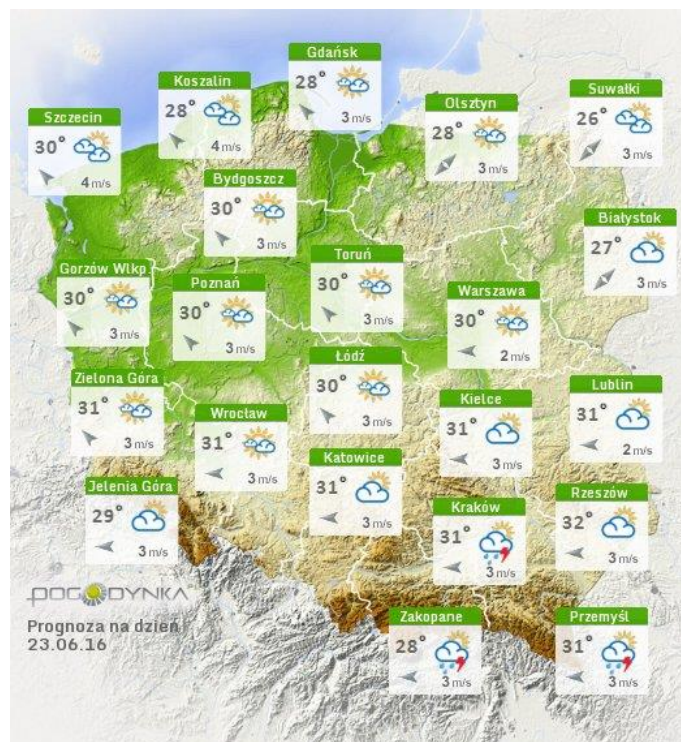 Gdańsk
28°
3 m/s
Koszalin
28°
4 m/s
Suwałki
26°
3 m/s
Olsztyn
28°
3 m/s
Szczecin
30°
4 m/s
Bydgoszcz
30°
3 m/s
Białystok
27°
3 m/s
Toruń
30°
3 m/s
Gorzów Wlkp
30°
3 m/s
Poznań
30°
3 m/s
Warszawa
30°
2 m/s
Łódź
30°
3 m/s
Zielona Góra
31°
3 m/s
Lublin
31°
2 m/s
Kielce
31°
3 m/s
Wrocław
31°
3 m/s
Katowice
31°
3 m/s
Jelenia Góra
29°
3 m/s
Rzeszów
32°
3 m/s
Kraków
31°
3 m/s
POGODYNKA
Prognoza na dzień
23.06.16
Zakopane
28°
3 m/s
Przemyśl
31°
3 m/s